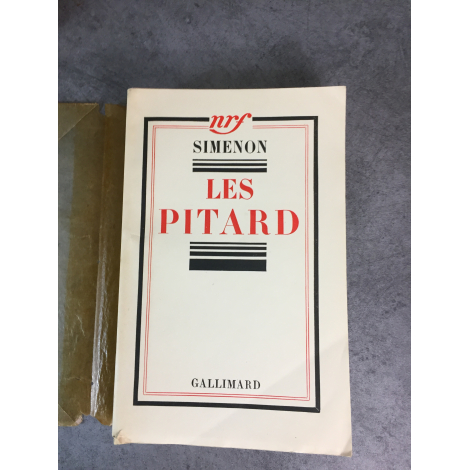 nrf
SIMENON
LES
PITARD
GALLIMARD